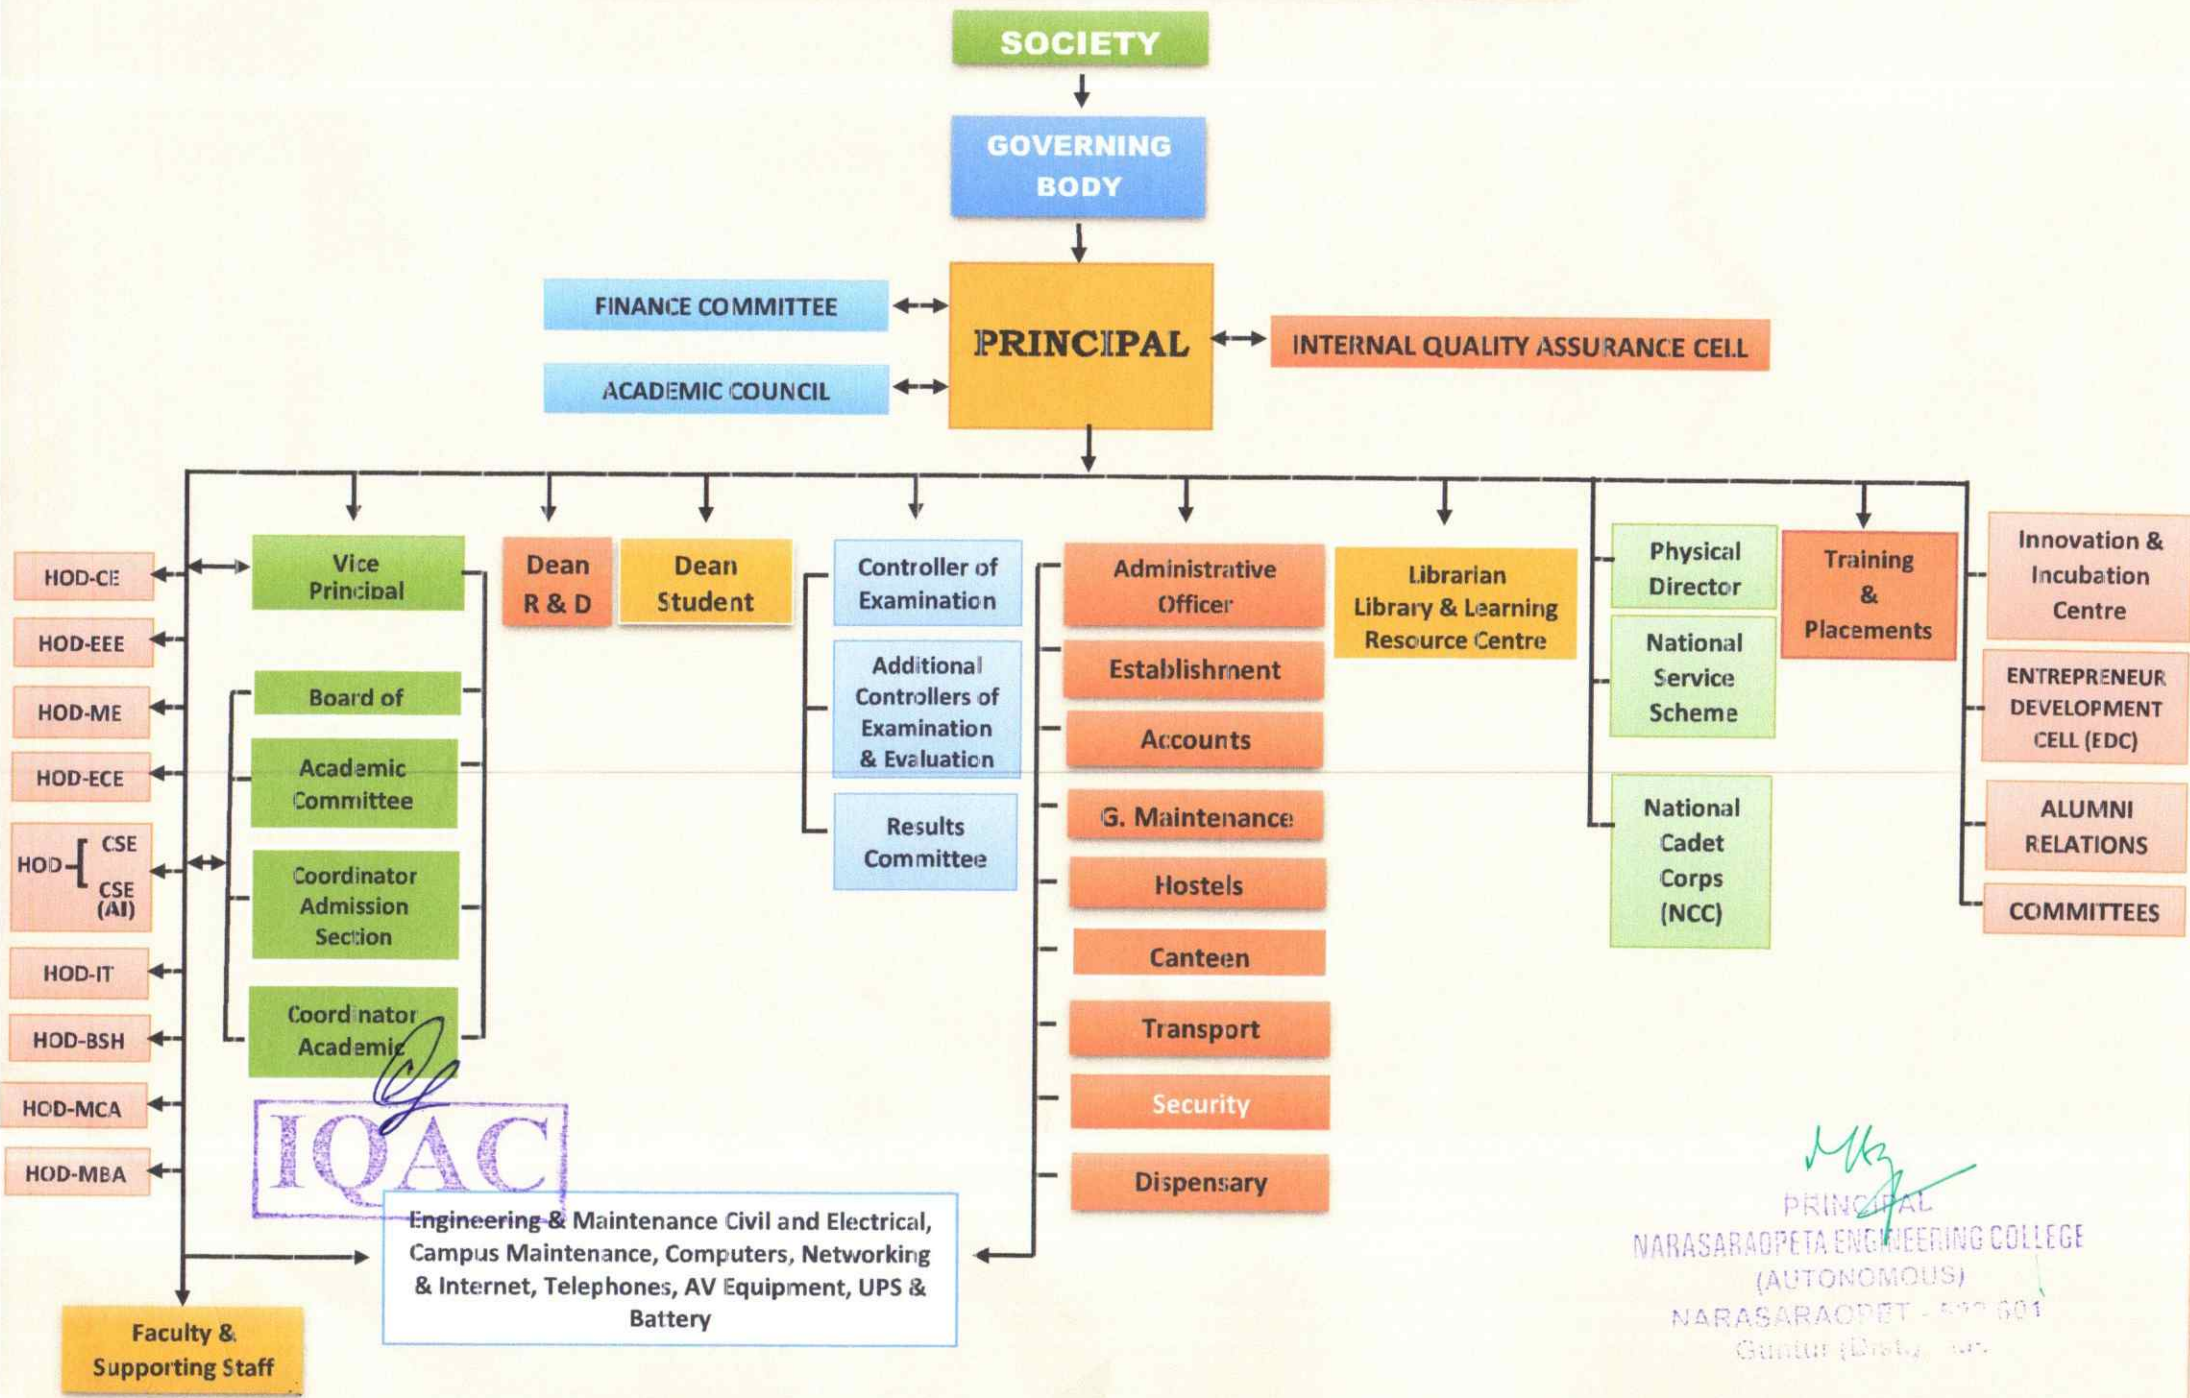 SOCIETY
GOVERNING
BODY
FINANCE COMMITTEE
ACADEMIC COUNCIL
PRINCIPAL
INTERNAL QUALITY ASSURANCE CELL
HOD-CE
HOD-EEE
HOD-ME
HOD-ECE
HOD
CSE
CSE
(AI)
HOD-IT
HOD-BSH
HOD-MCA
HOD-MBA
Vice
Principal
Board of
Academic
Committee
Coordinator
Admission
Section
Coordinator
Academic
Dean
R & D
Dean
Student
Controller of
Examination
Additional
Controllers of
Examination
& Evaluation
Results
Committee
Administrative
Officer
Establishment
Accounts
G. Maintenance
Hostels
Canteen
Transport
Security
Dispensary
Librarian
Library & Learning
Resource Centre
Physical
Director
National
Service
Scheme
National
Cadet
Corps
(NCC)
Training
&
Placements
Innovation &
Incubation
Centre
ENTREPRENEUR
DEVELOPMENT
CELL (EDC)
ALUMNI
RELATIONS
COMMITTEES
IQAC
Engineering & Maintenance Civil and Electrical,
Campus Maintenance, Computers, Networking
& Internet, Telephones, AV Equipment, UPS &
Battery
Faculty &
Supporting Staff
PRINCIPAL
NARASARAOPETA ENGINEERING COLLEGE
(AUTONOMOUS)
NARASARAOPET - 601
Guntur (Dist.)